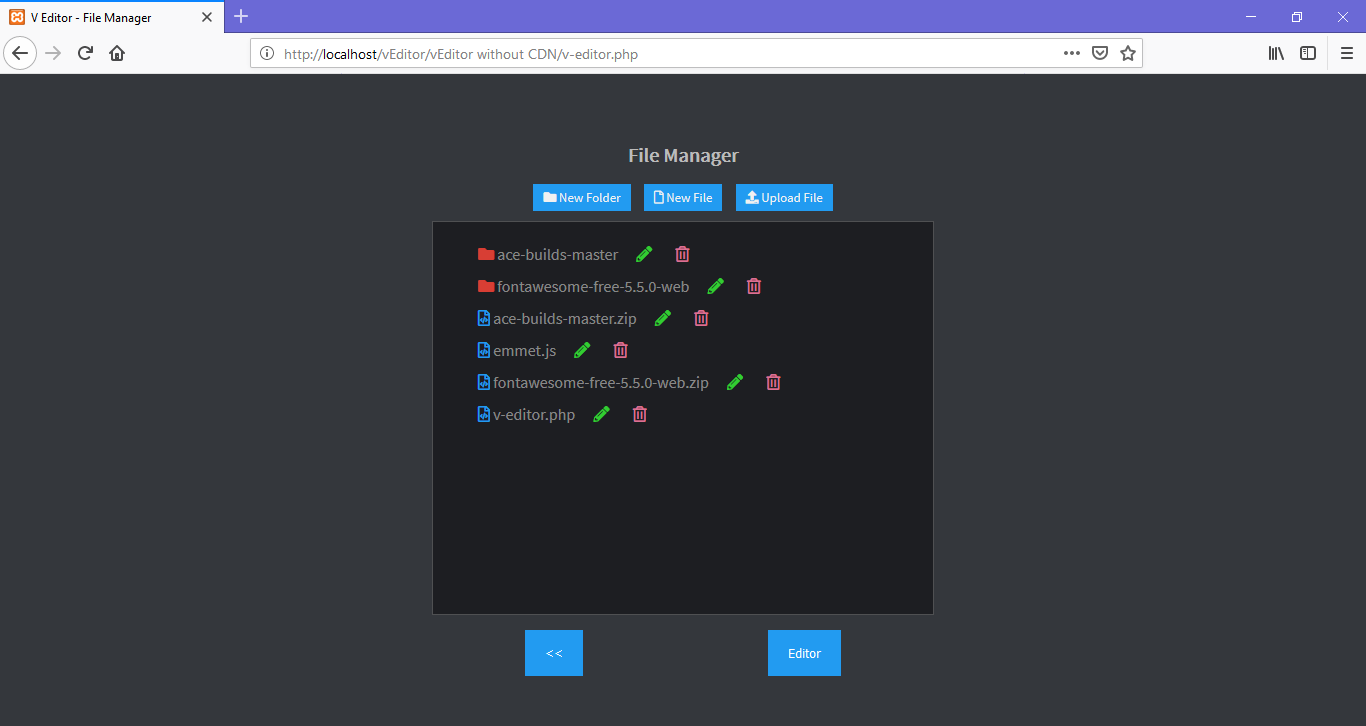 V Editor - File Manager
http://localhost/vEditor/vEditor without CDN/v-editor.php
File Manager
New Folder New File Upload File
ace-builds-master
fontawesome-free-5.5.0-web
ace-builds-master.zip
emmet.js
fontawesome-free-5.5.0-web.zip
v-editor.php
<< Editor